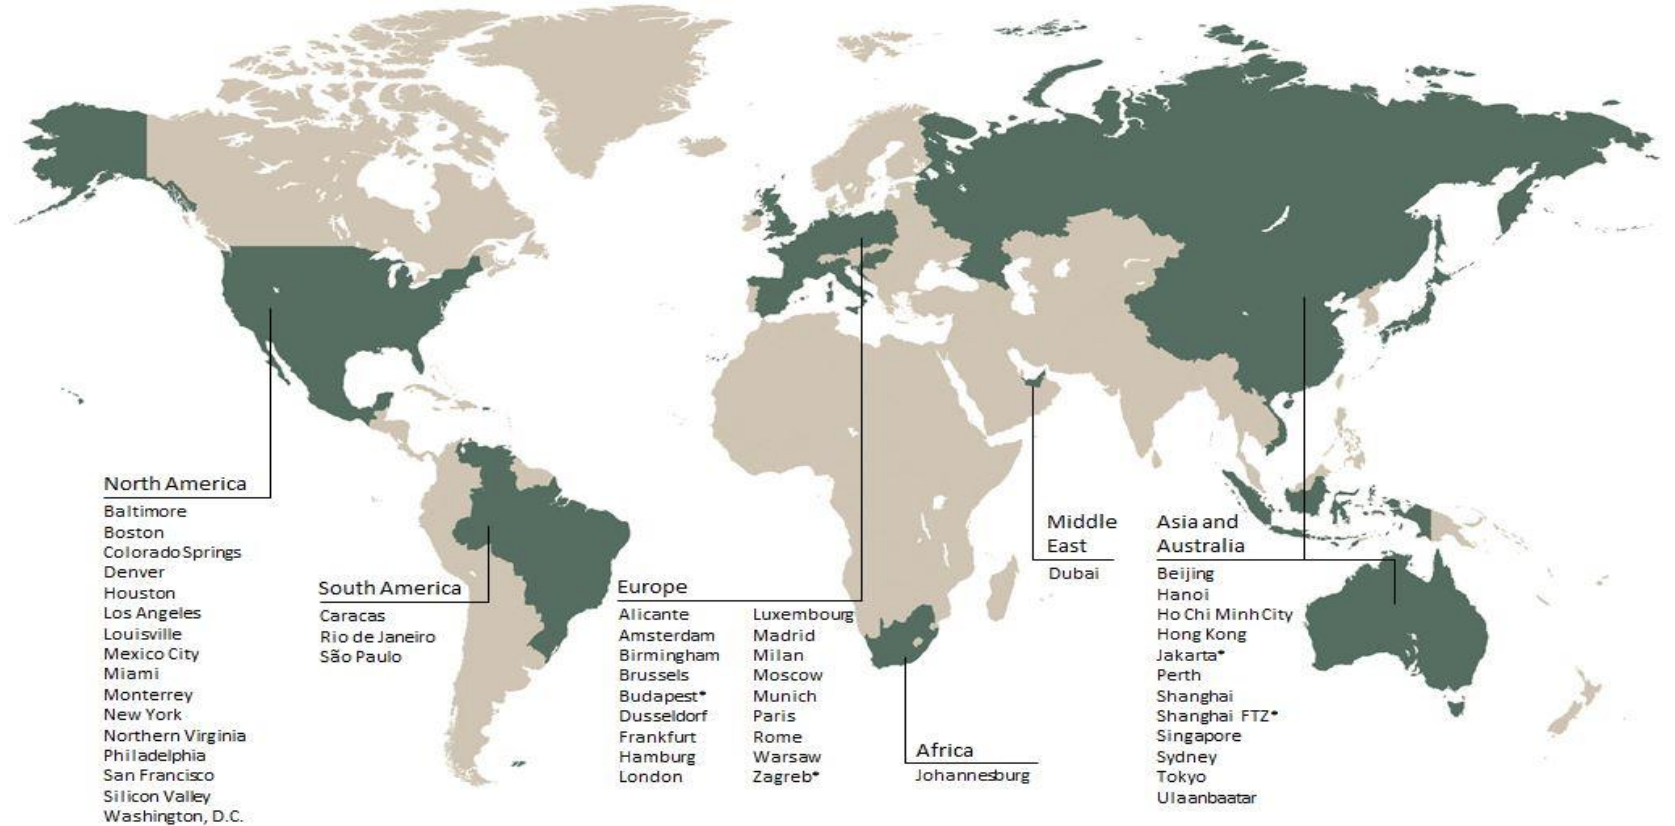 North America
Baltimore
Boston
Colorado Springs
Denver
Houston
Los Angeles
Louisville
Mexico City
Miami
Monterrey
New York
Northern Virginia
Philadelphia
San Francisco
Silicon Valley
Washington, D.C.
South America
Caracas
Rio de Janeiro
São Paulo
Europe
Alicante
Amsterdam
Birmingham
Brussels
Budapest*
Dusseldorf
Frankfurt
Hamburg
London
Luxembourg
Madrid
Milan
Moscow
Munich
Paris
Rome
Warsaw
Zagreb*
Africa
Johannesburg
Middle
East
Dubai
Asia and
Australia
Beijing
Hanoi
Ho Chi Minh City
Hong Kong
Jakarta*
Perth
Shanghai
Shanghai FTZ*
Singapore
Sydney
Tokyo
Ulaanbaatar